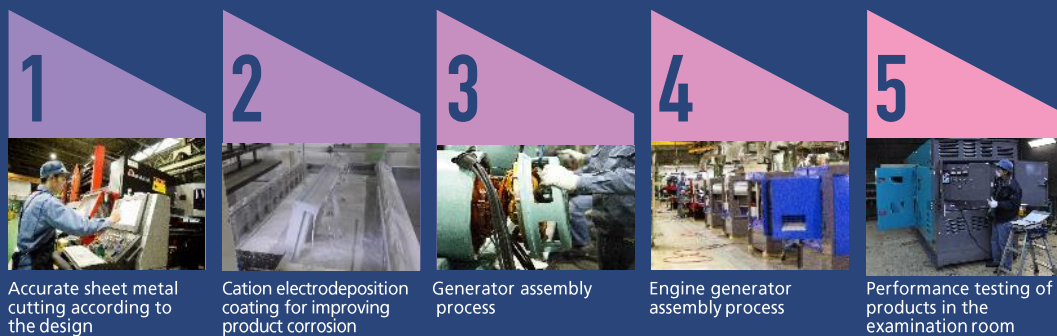 1
Accurate sheet metal
cutting according to
the design
2
Cation electrodeposition
coating for improving
product corrosion
3
Generator assembly
process
4
Engine generator
assembly process
5
Performance testing of
products in the
examination room